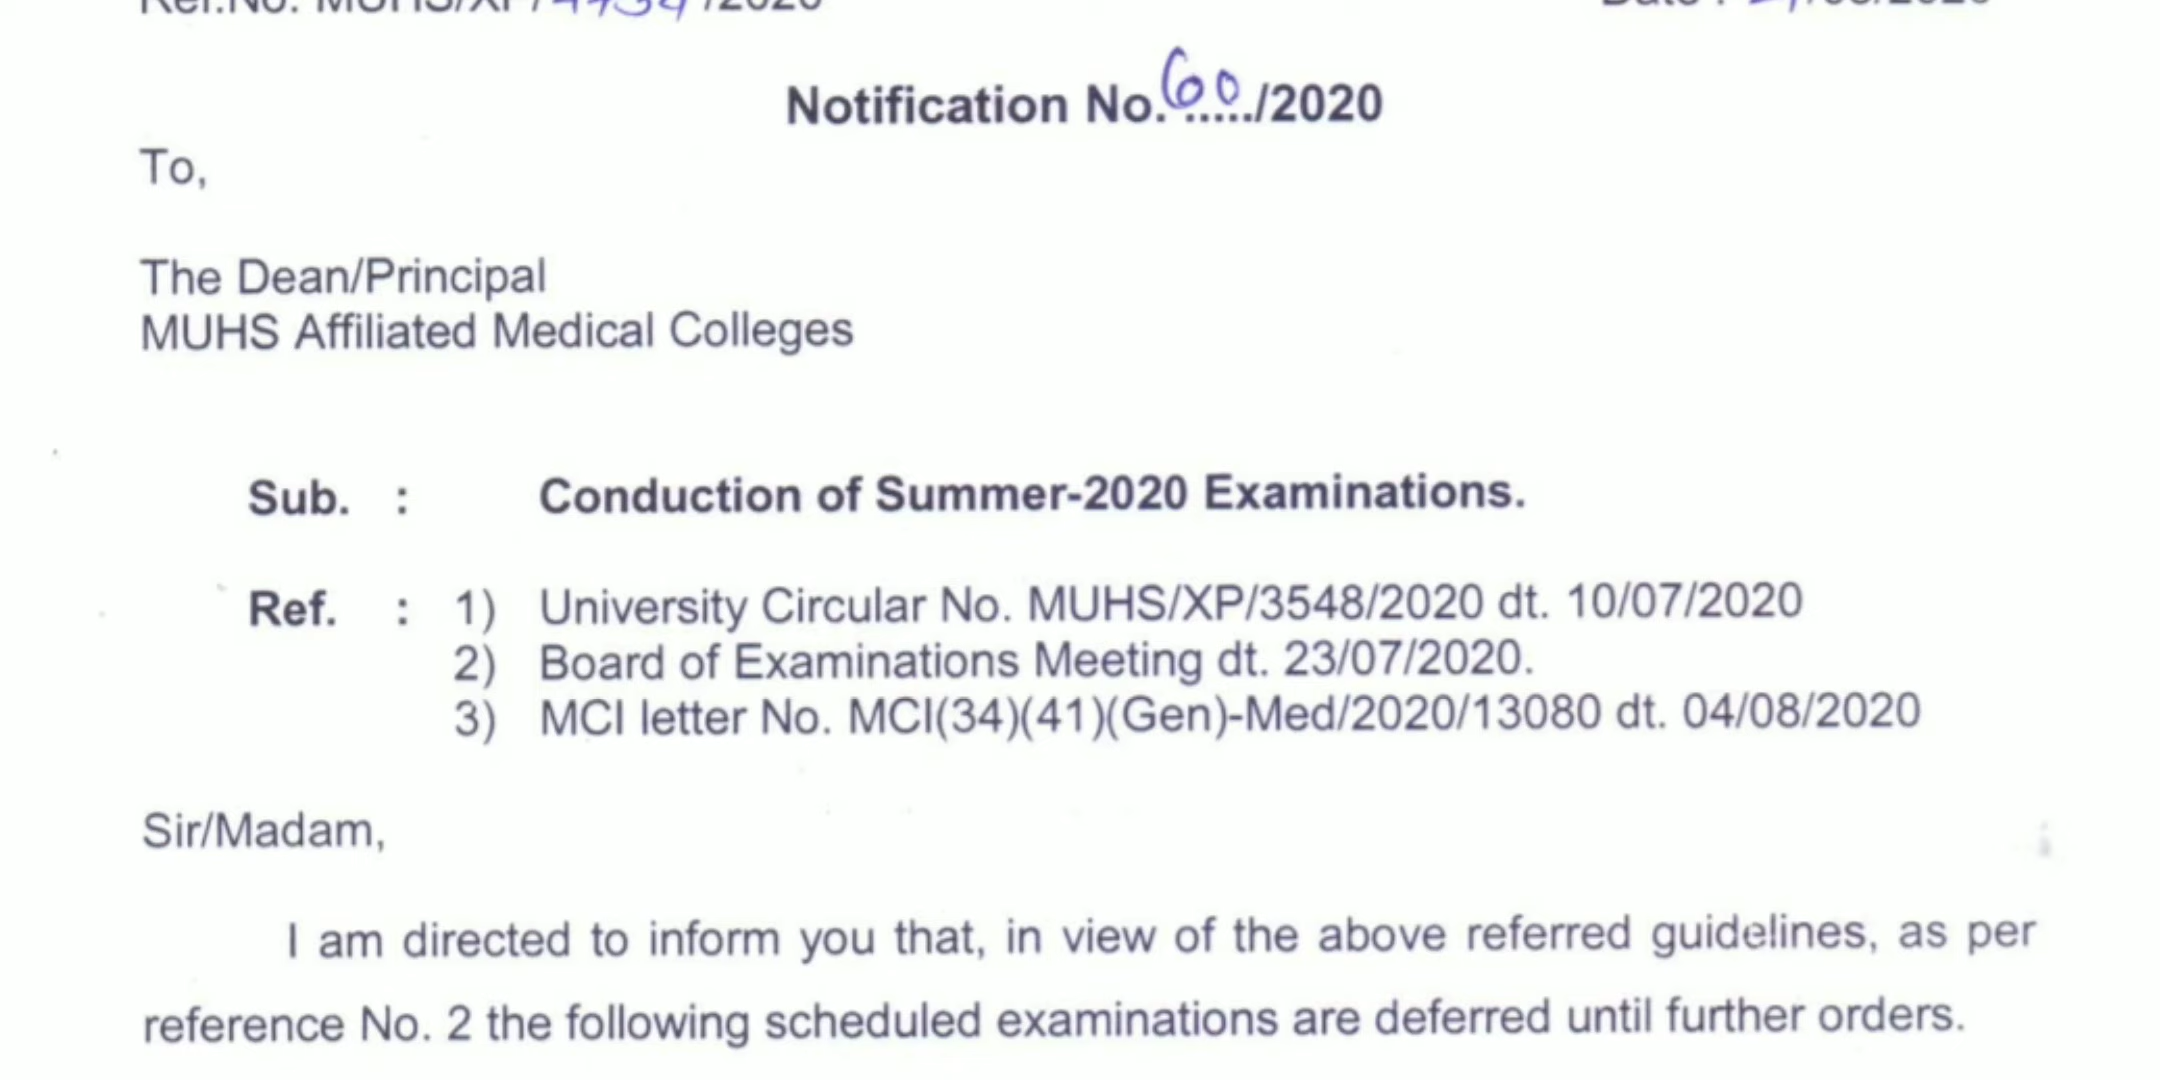 Notification No. 60...../2020
To,
The Dean/Principal
MUHS Affiliated Medical Colleges
Sub. : Conduction of Summer-2020 Examinations.
Ref. : 1) University Circular No. MUHS/XP/3548/2020 dt. 10/07/2020
2) Board of Examinations Meeting dt. 23/07/2020.
3) MCI letter No. MCI(34)(41)(Gen)-Med/2020/13080 dt. 04/08/2020
Sir/Madam,
I am directed to inform you that, in view of the above referred guidelines, as per
reference No. 2 the following scheduled examinations are deferred until further orders.